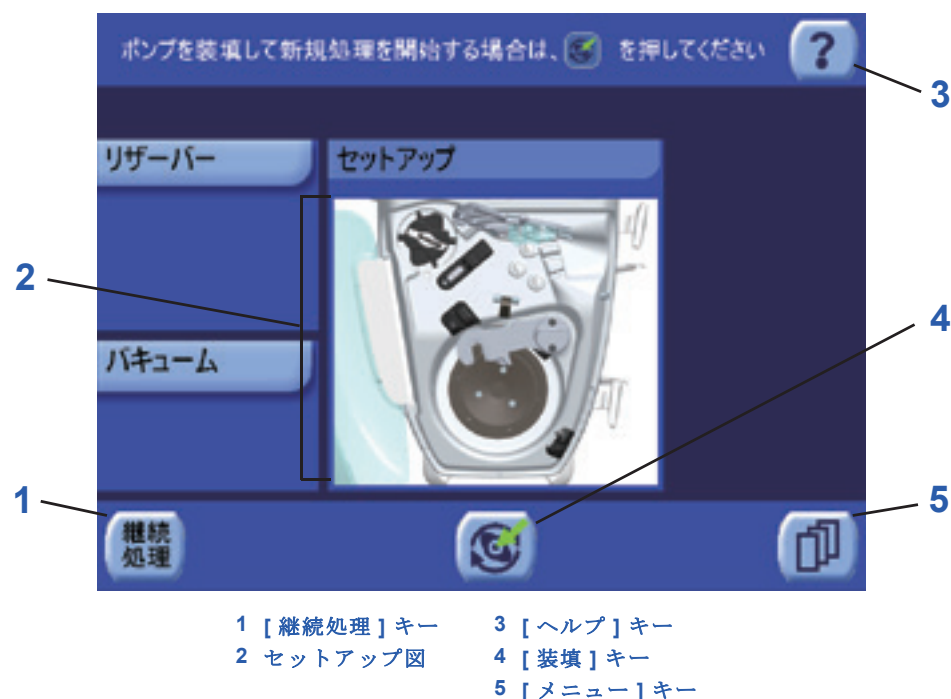 ポンプを装填して新規処理を開始する場合は、を押してください
?
3
リザーバー
セットアップ
2
4
バキューム
1
5
継続
処理
1 [ 継続処理 ] キー
2 セットアップ図
3 [ ヘルプ ] キー
4 [ 装填 ] キー
5 [ メニュー ] キー